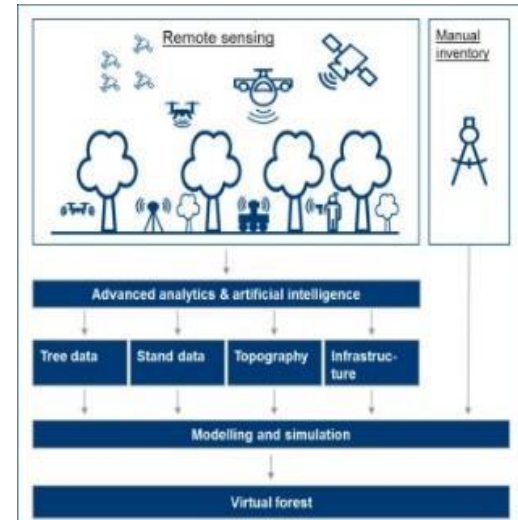 Remote sensing
Manual
inventory
Advanced analytics & artificial intelligence
Tree data
Stand data
Topography
Infrastruc-
ture
Modelling and simulation
Virtual forest